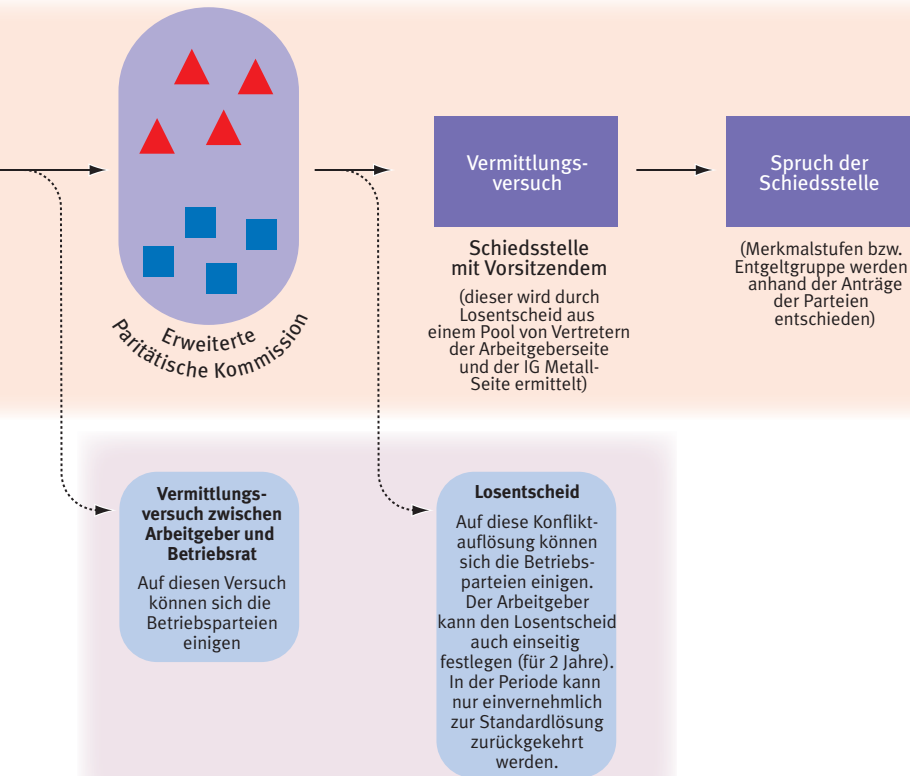 Erweiterte
Paritätische Kommission
Vermittlungs-
versuch
Schiedsstelle
mit Vorsitzendem
(dieser wird durch
Losentscheid aus
einem Pool von Vertretern
der Arbeitgeberseite
und der IG Metall-
Seite ermittelt)
Spruch der
Schiedsstelle
(Merkmalstufen bzw.
Entgeltgruppe werden
anhand der Anträge
der Parteien
entschieden)
Vermittlungs-
versuch zwischen
Arbeitgeber und
Betriebsrat
Auf diesen Versuch
können sich die
Betriebsparteien
einigen
Losentscheid
Auf diese Konflikt-
auflösung können
sich die Betriebs-
parteien einigen.
Der Arbeitgeber
kann den Losentscheid
auch einseitig
festlegen (für 2 Jahre).
In der Periode kann
nur einvernehmlich
zur Standardlösung
zurückgekehrt
werden.